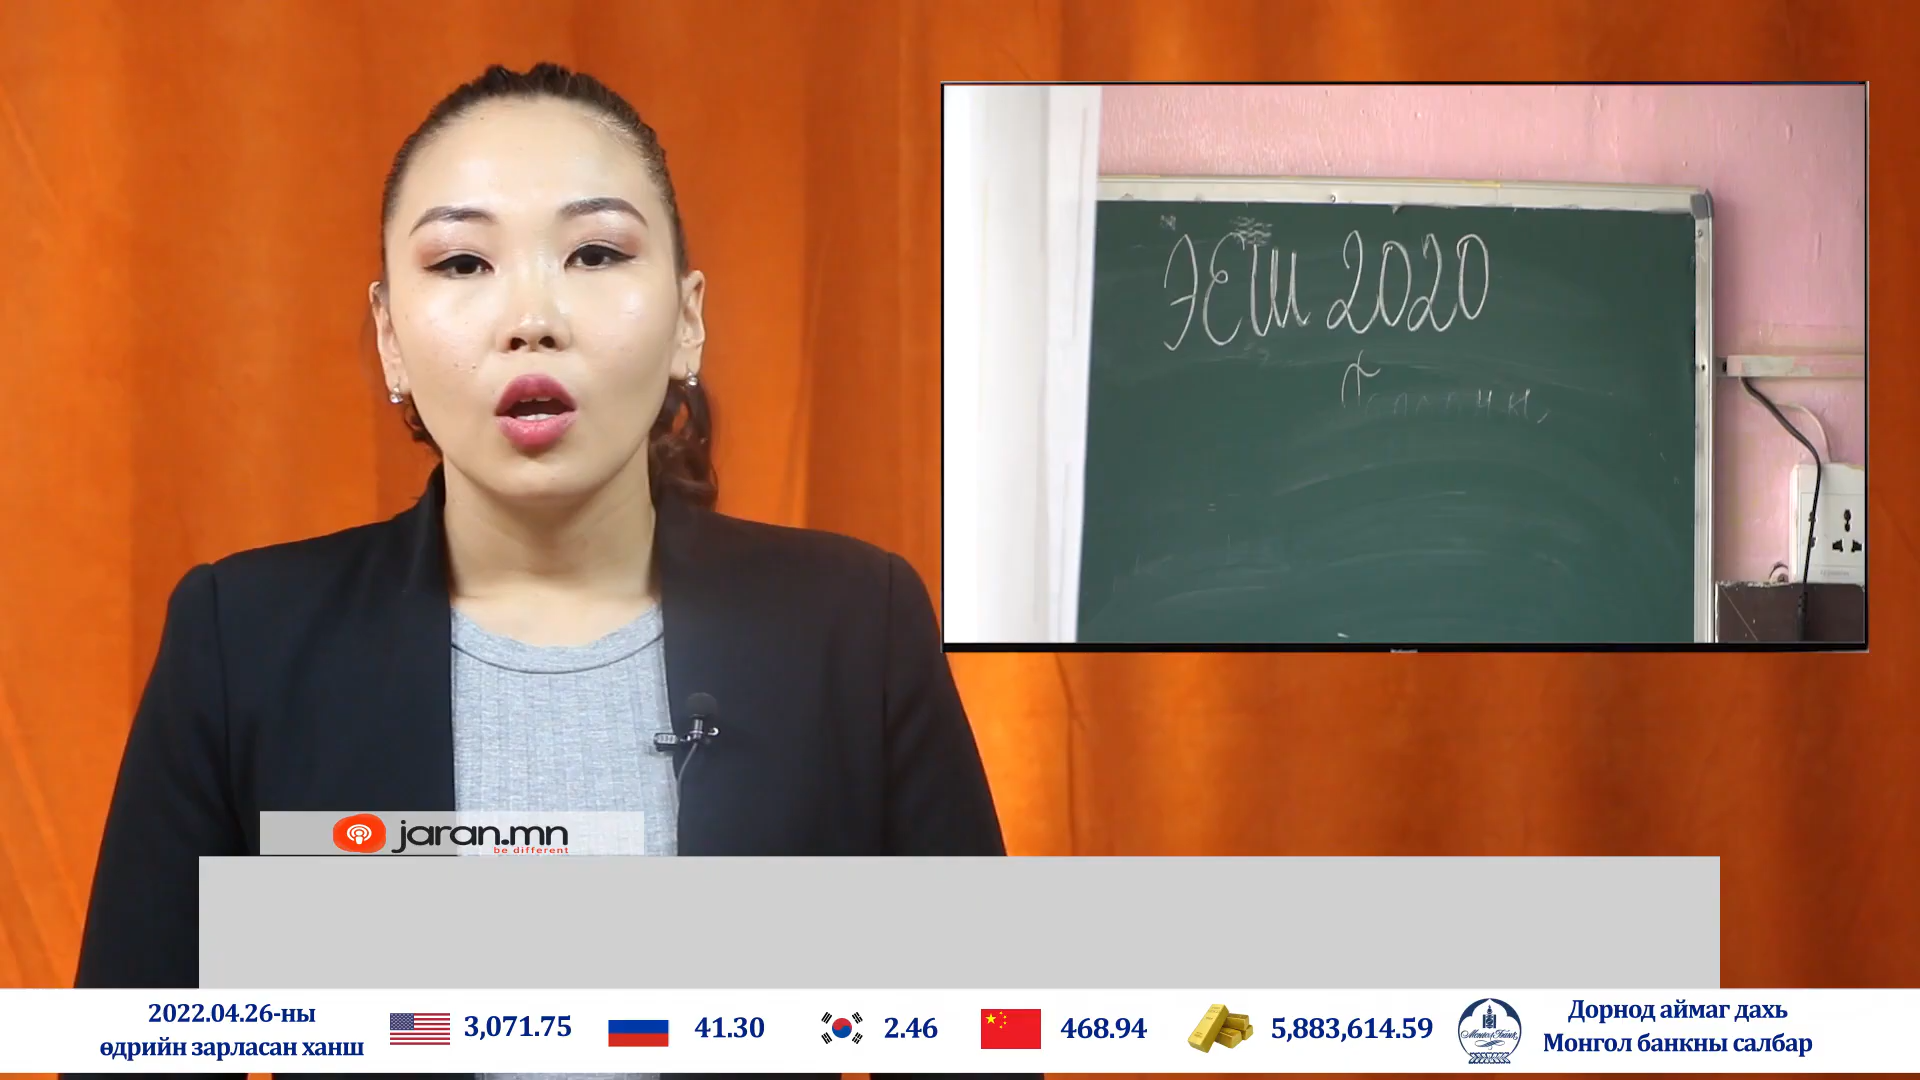 ЭЕШ 2020
jaran.mn
be different
2022.04.26-ны
өдрийн зарласан ханш
3,071.75
41.30
2.46
468.94
5,883,614.59
Дорнод аймаг дахь
Монгол банкны салбар